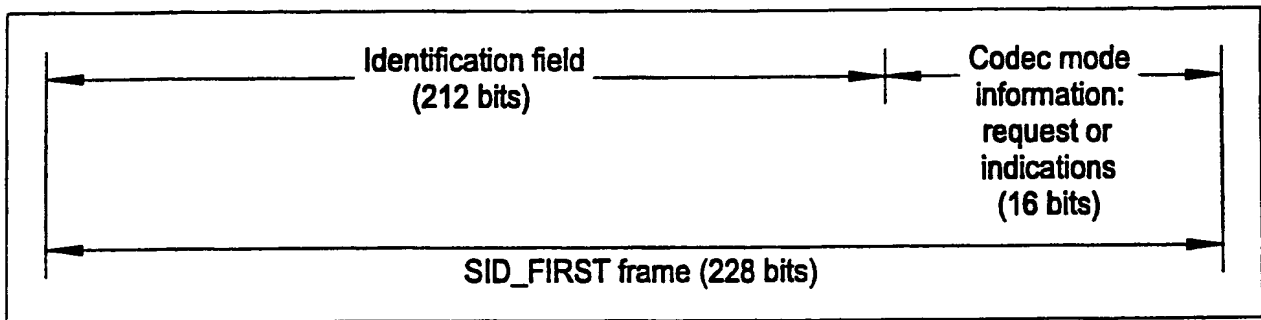 Identification field
(212 bits)
Codec mode
information:
request or
indications
(16 bits)
SID_FIRST frame (228 bits)